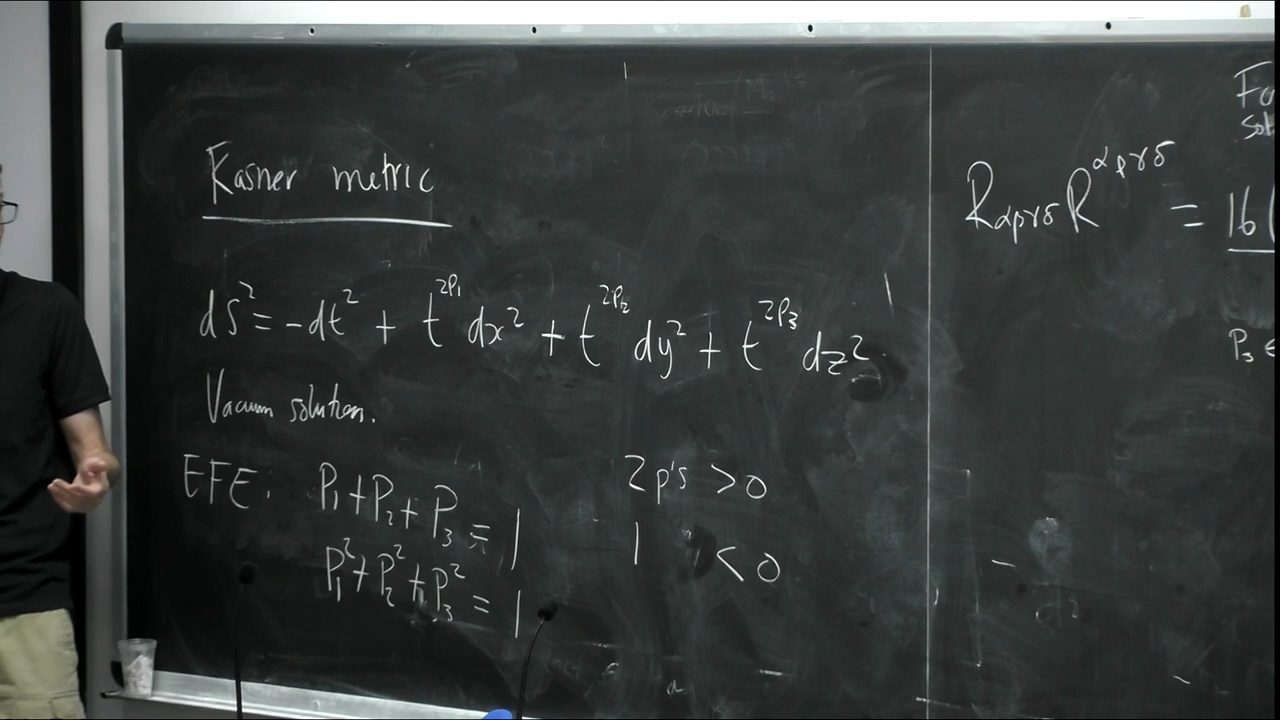 Kasner metric
ds² = -dt² + t^{2P₁} dx² + t^{2P₂} dy² + t^{2P₃} dz²
Vacuum solution.
EFE: P₁+P₂+P₃ = 1
P₁²+P₂²+P₃² = 1
2p's >0
1 <0
R_{αβγδ}R^{αβγδ} = 16(
P₃ ∈